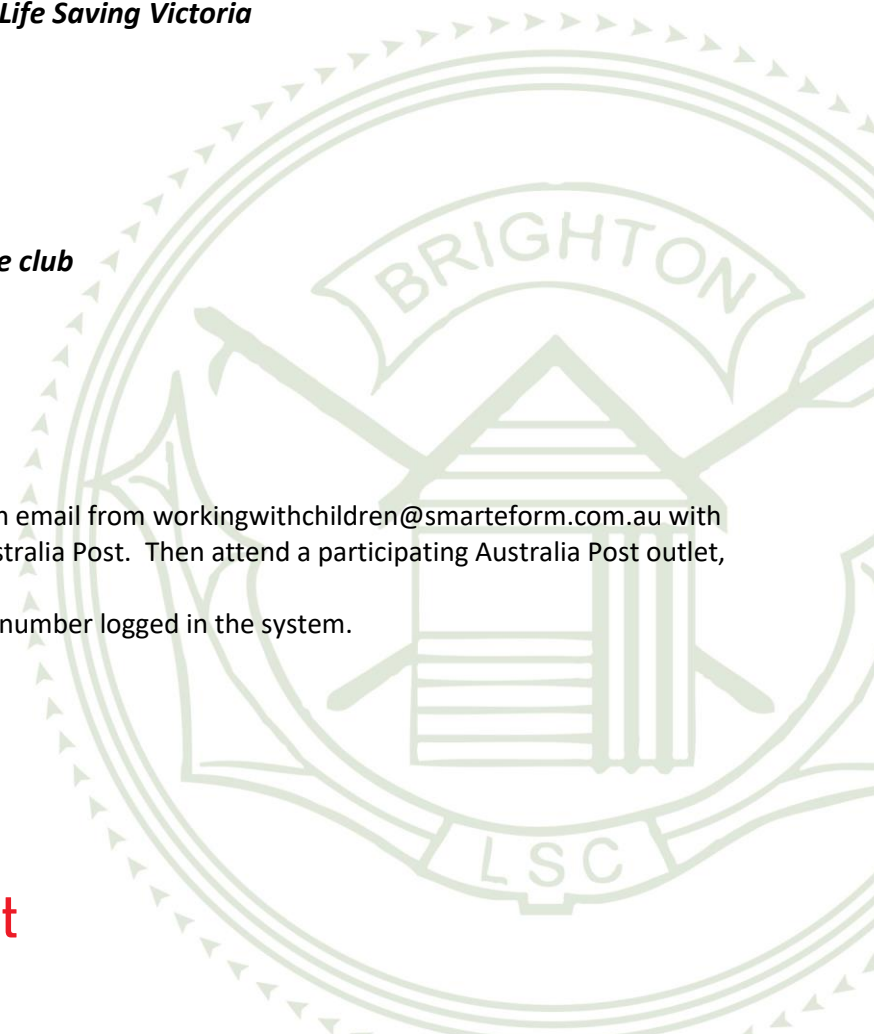 Life Saving Victoria
BRIGHTON
e club
n email from workingwithchildren@smarteform.com.au with
stralia Post. Then attend a participating Australia Post outlet,
number logged in the system.
LSC
t